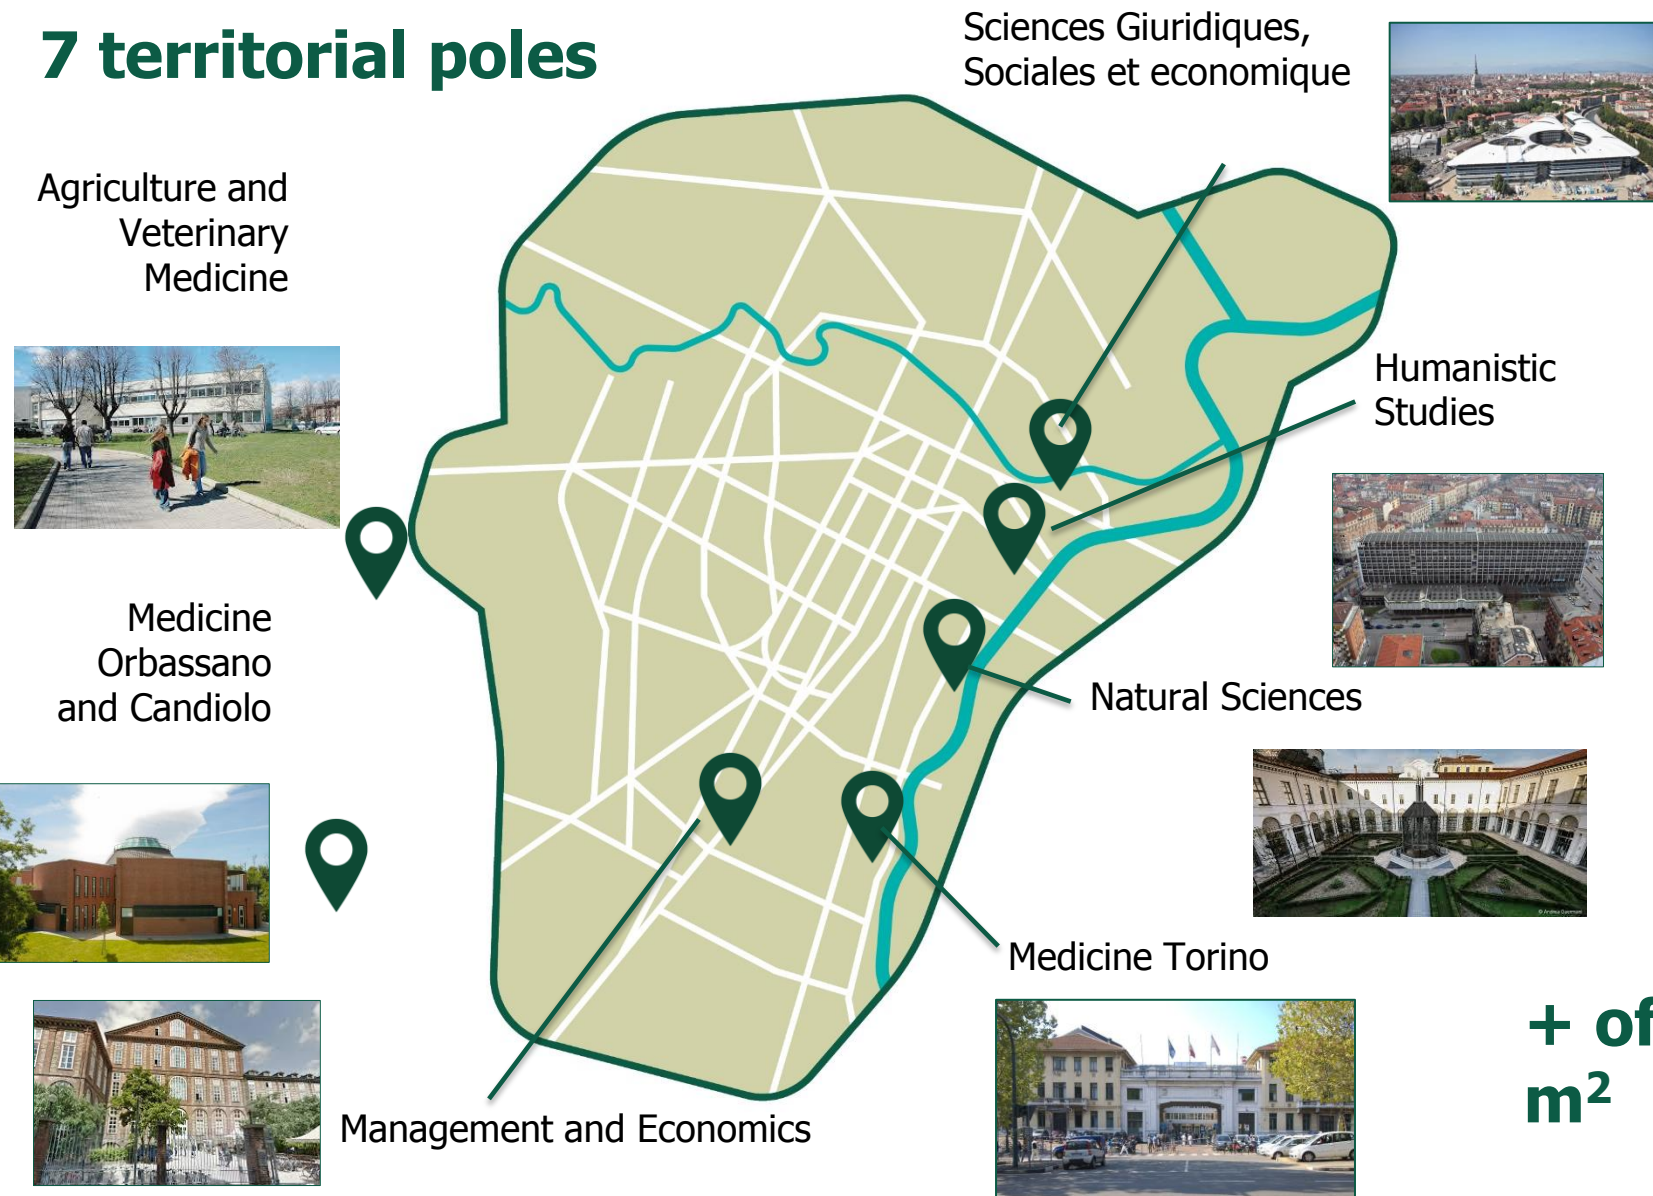 7 territorial poles
Sciences Giuridiques,
Sociales et economique
Agriculture and
Veterinary
Medicine
Humanistic
Studies
Medicine
Orbassano
and Candiolo
Natural Sciences
Medicine Torino
+ of
m²
Management and Economics